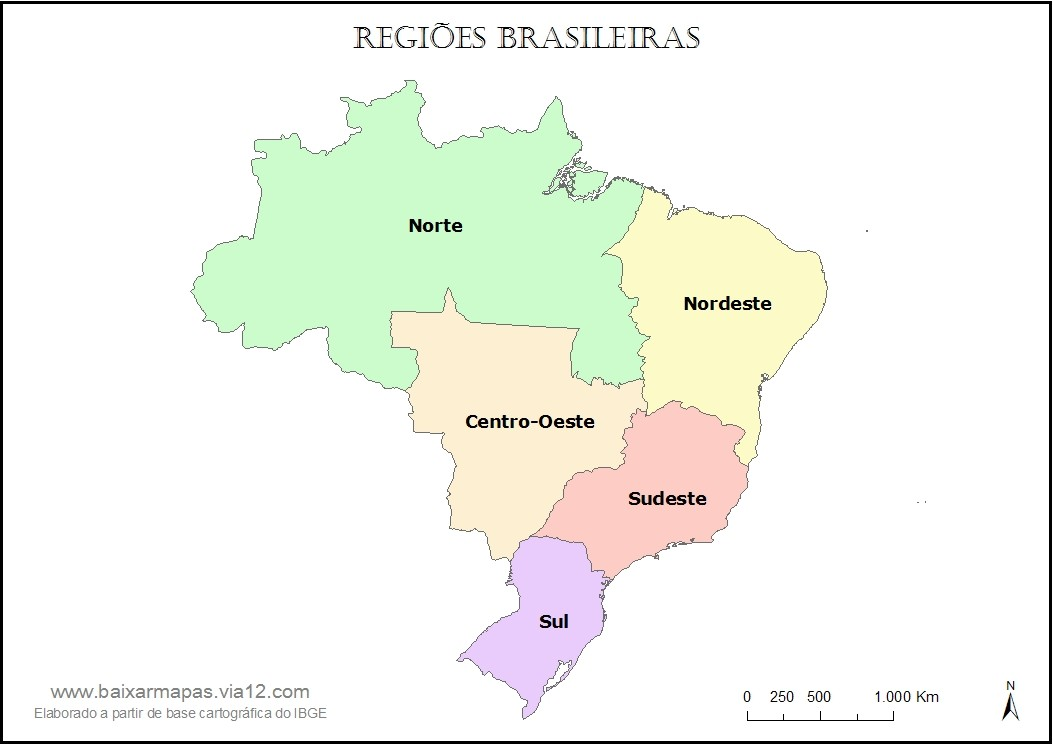 REGIÕES BRASILEIRAS
Norte
Nordeste
Centro-Oeste
Sudeste
Sul
www.baixarmapas.via12.com
Elaborado a partir de base cartográfica do IBGE
0 250 500 1.000 Km
N